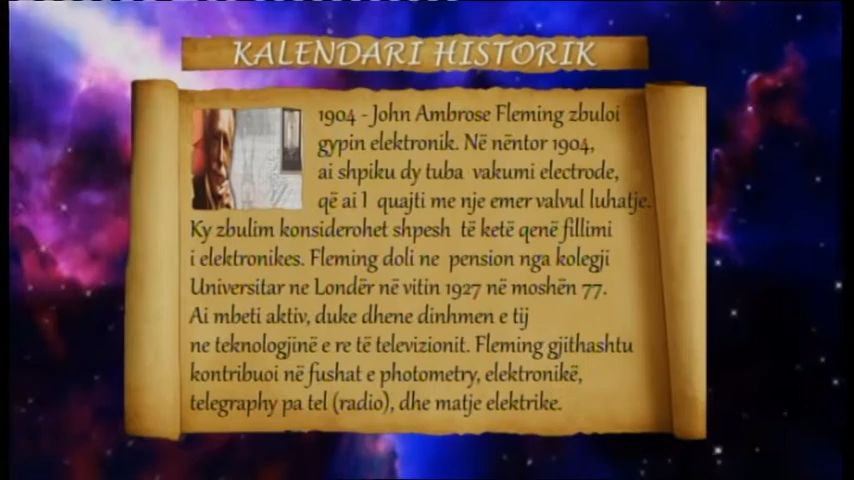 KALENDARI HISTORIK
1904 - John Ambrose Fleming zbuloi
gypin elektronik. Në nëntor 1904,
ai shpiku dy tuba vakumi electrode,
që ai I quajti me nje emer valvul luhatje.
Ky zbulim konsiderohet shpesh të ketë qenë fillimi
i elektronikes. Fleming doli ne pension nga kolegji
Universitar ne Londër në vitin 1927 në moshën 77.
Ai mbeti aktiv, duke dhene dinhmen e tij
ne teknologjinë e re të televizionit. Fleming gjithashtu
kontribuoi në fushat e photometry, elektronikë,
telegraphy pa tel (radio), dhe matje elektrike.